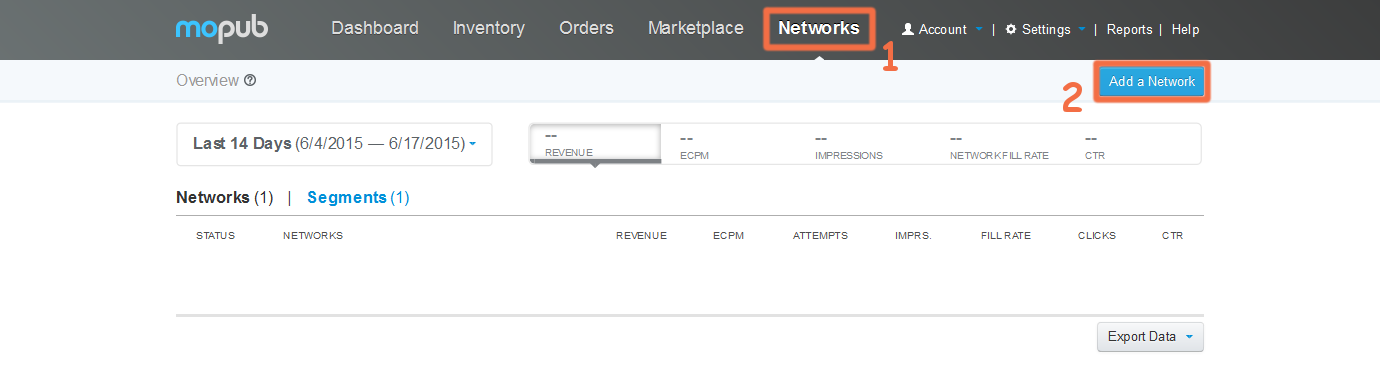 mopub Dashboard Inventory Orders Marketplace Networks 1 Account | Settings | Reports | Help
Overview ? 2 Add a Network
Last 14 Days (6/4/2015 — 6/17/2015)
-- -- -- -- --
REVENUE ECPM IMPRESSIONS NETWORK FILL RATE CTR
Networks (1) | Segments (1)
STATUS NETWORKS REVENUE ECPM ATTEMPTS IMPRS. FILL RATE CLICKS CTR
Export Data